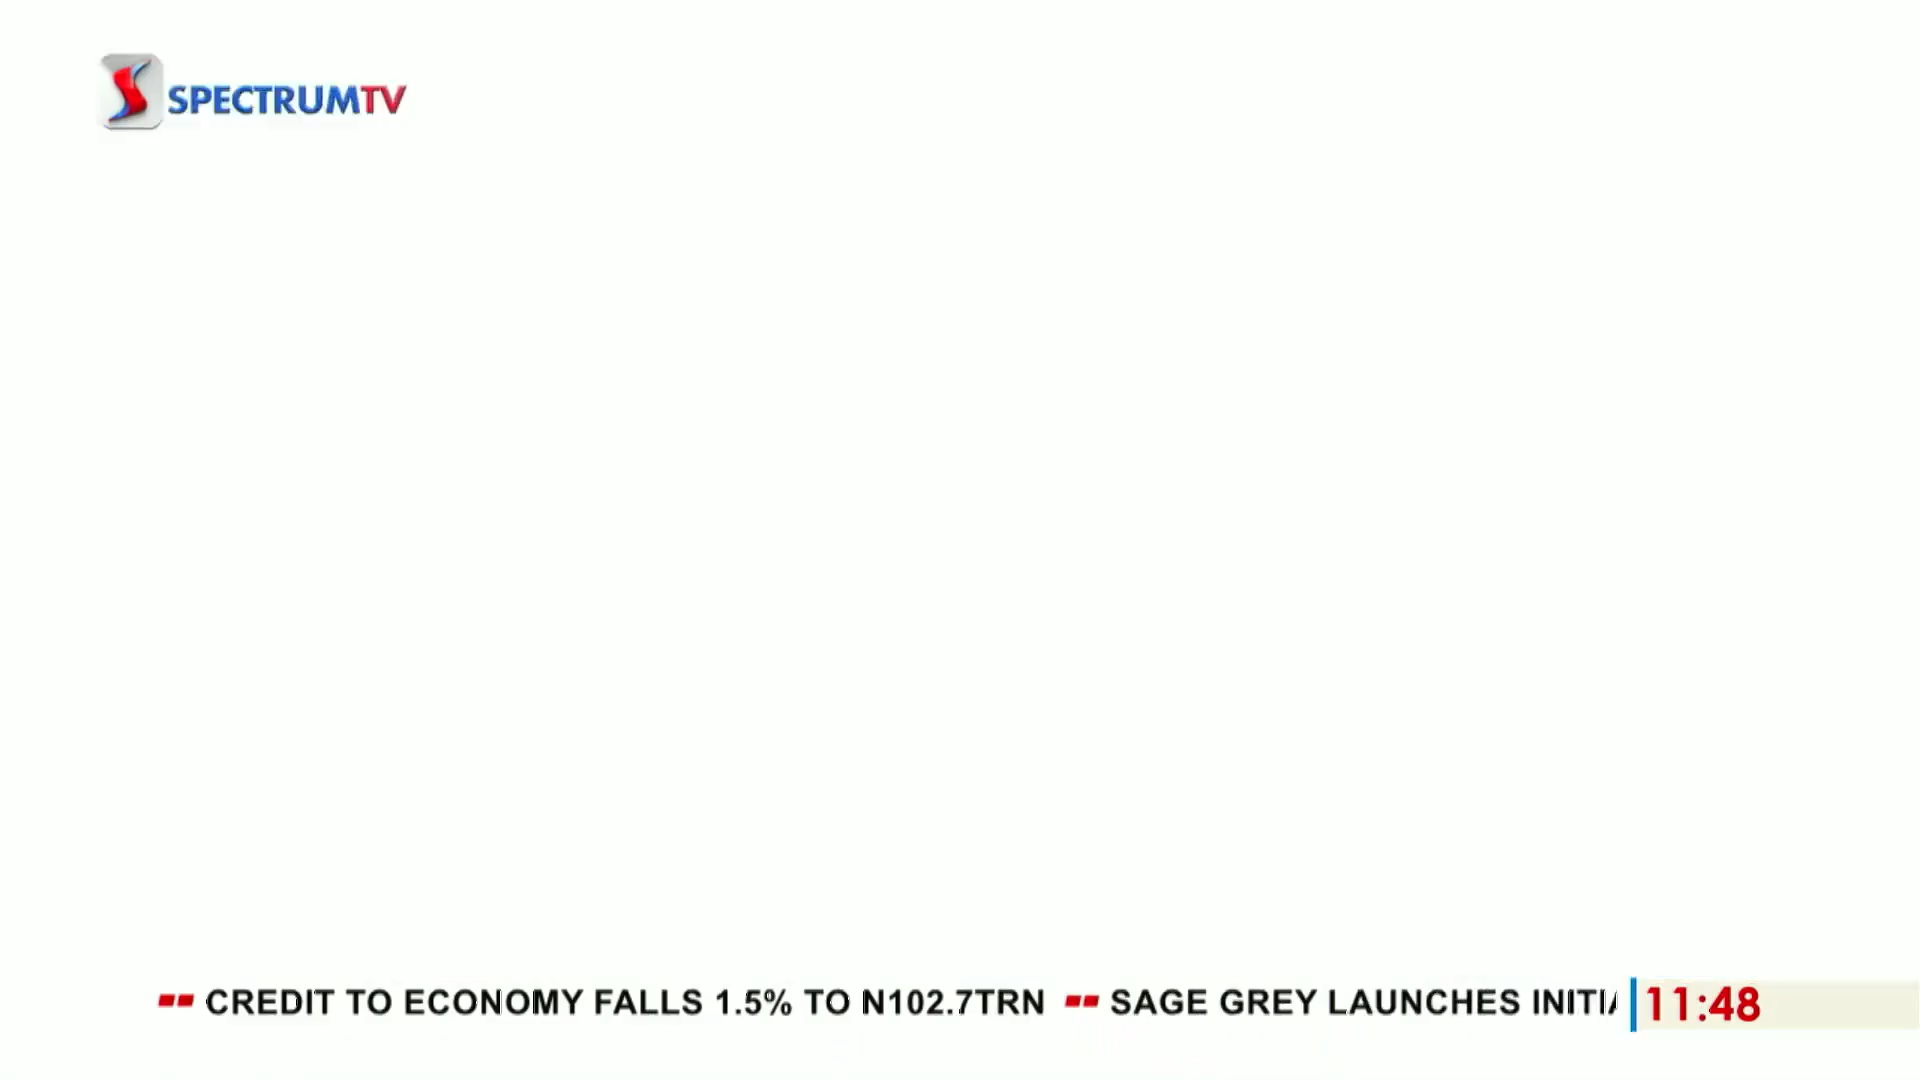 SPECTRUMTV
CREDIT TO ECONOMY FALLS 1.5% TO N102.7TRN SAGE GREY LAUNCHES
11:48